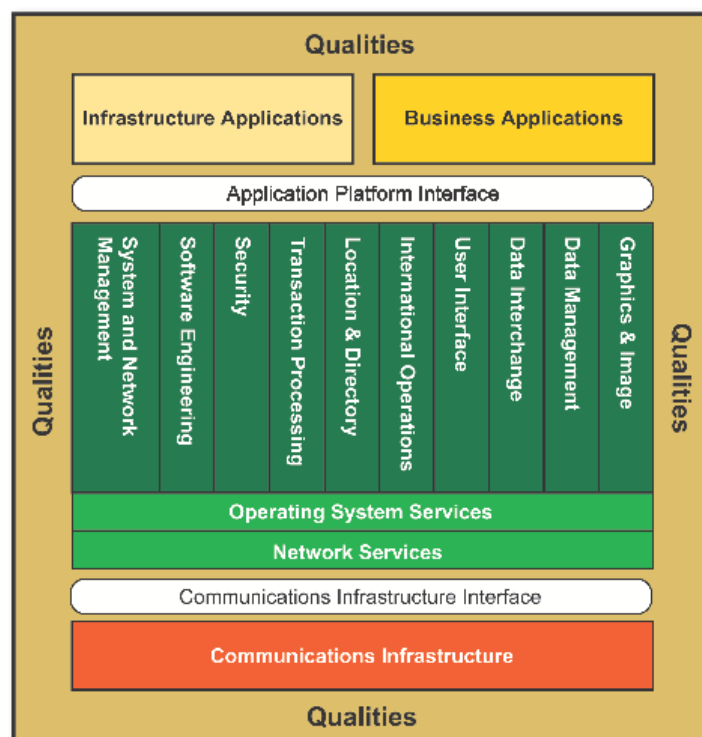 Qualities
Infrastructure Applications
Business Applications
Application Platform Interface
Qualities
System and Network
Management
Software Engineering
Security
Transaction Processing
Location & Directory
International Operations
User Interface
Data Interchange
Data Management
Graphics & Image
Qualities
Operating System Services
Network Services
Communications Infrastructure Interface
Communications Infrastructure
Qualities